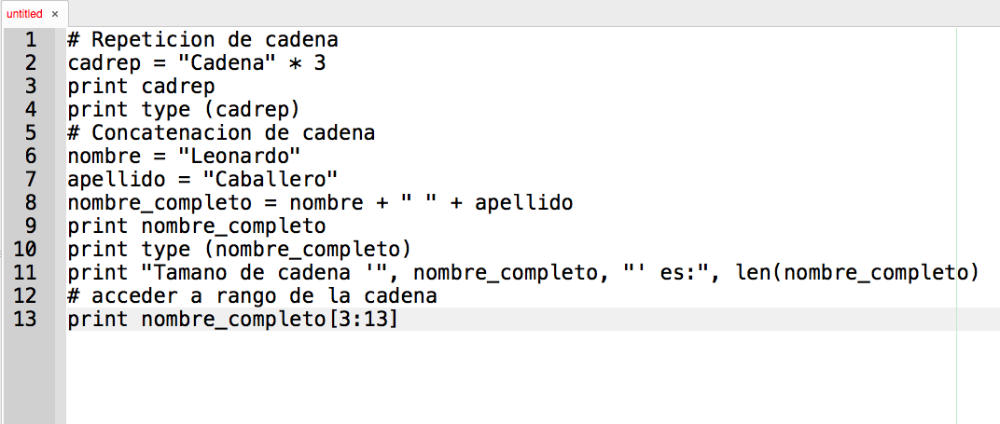 untitled ×
1 # Repeticion de cadena
2 cadrep = "Cadena" * 3
3 print cadrep
4 print type (cadrep)
5 # Concatenacion de cadena
6 nombre = "Leonardo"
7 apellido = "Caballero"
8 nombre_completo = nombre + " " + apellido
9 print nombre_completo
10 print type (nombre_completo)
11 print "Tamano de cadena '", nombre_completo, "' es:", len(nombre_completo)
12 # acceder a rango de la cadena
13 print nombre_completo[3:13]